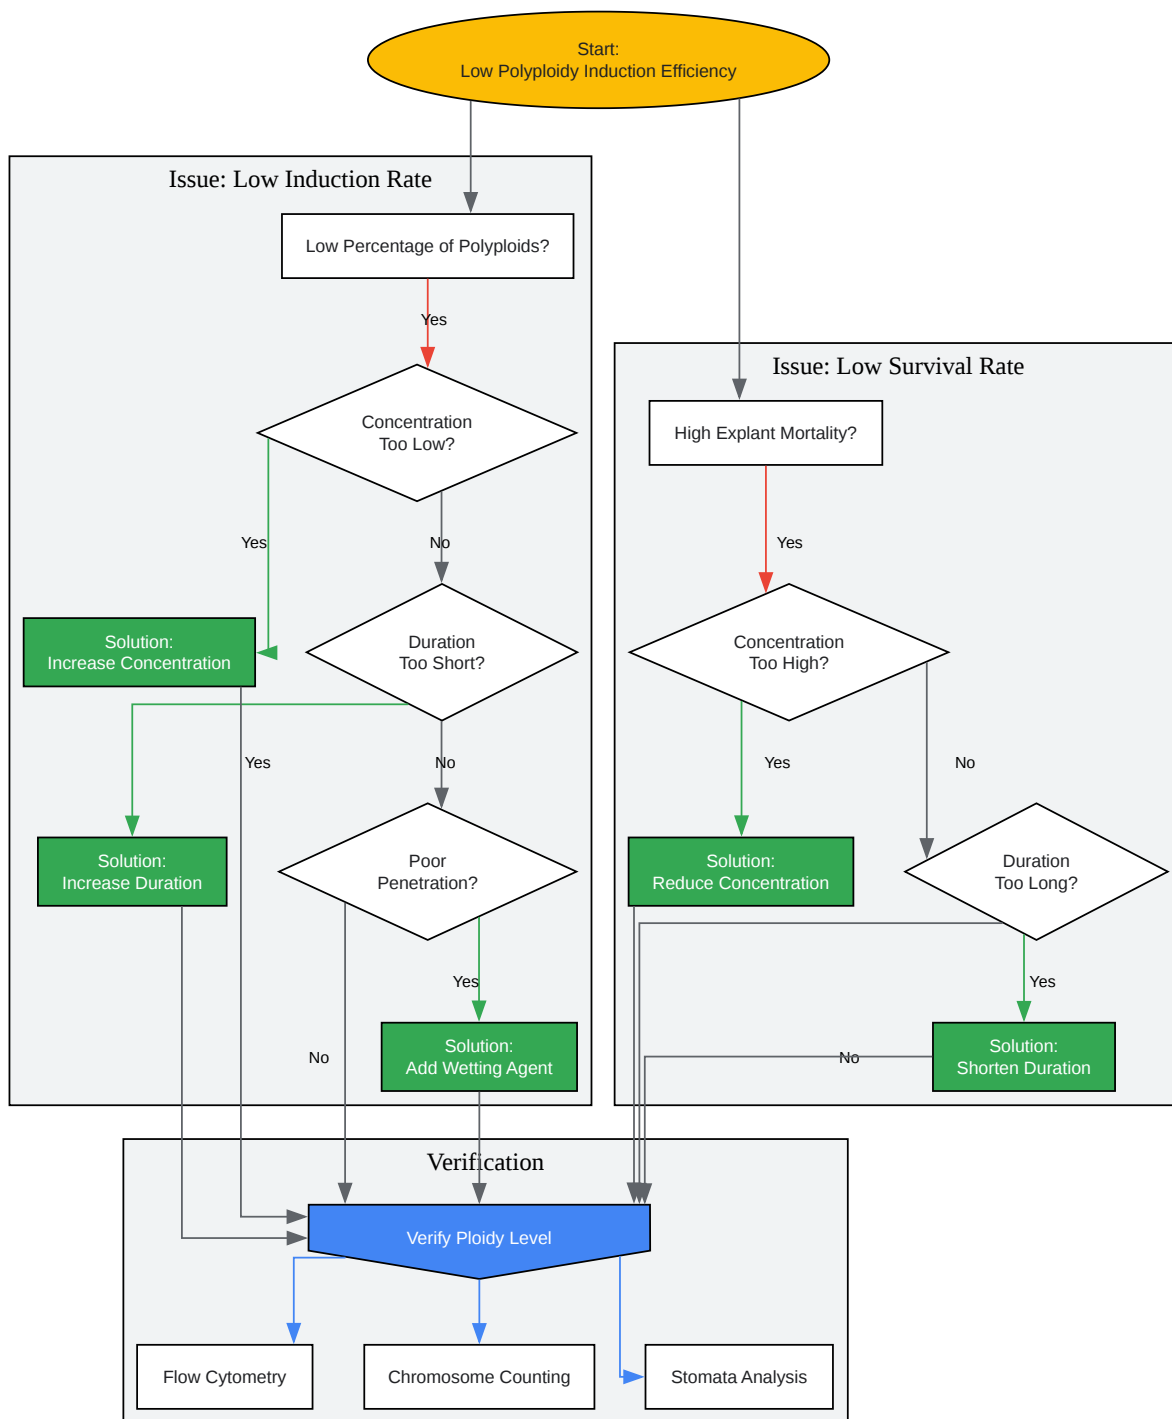 Start:
Low Polyploidy Induction Efficiency
Issue: Low Induction Rate
Low Percentage of Polyploids?
Yes
Concentration
Too Low?
Yes
No
Solution:
Increase Concentration
Duration
Too Short?
Yes
No
Solution:
Increase Duration
Poor
Penetration?
Yes
No
Solution:
Add Wetting Agent
Issue: Low Survival Rate
High Explant Mortality?
Yes
Concentration
Too High?
Yes
No
Solution:
Reduce Concentration
Duration
Too Long?
Yes
No
Solution:
Shorten Duration
Verification
Verify Ploidy Level
Flow Cytometry
Chromosome Counting
Stomata Analysis